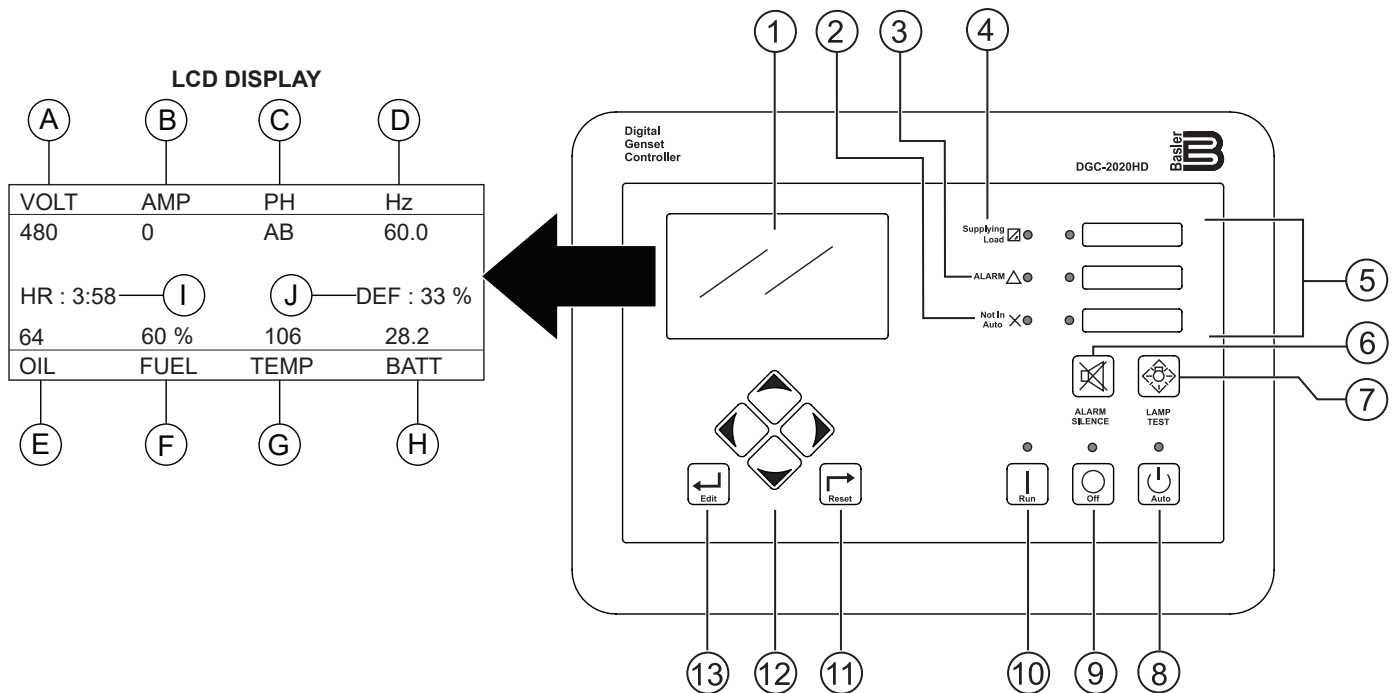 LCD DISPLAY
A B C D
VOLT AMP PH Hz
480 0 AB 60.0
HR : 3:58 I J DEF : 33 %
64 60 % 106 28.2
OIL FUEL TEMP BATT
E F G H
1 2 3 4
Digital
Genset
Controller
DGC-2020HD
Basler
Supplying
Load
ALARM
Not In
Auto
5
6
7
ALARM
SILENCE
LAMP
TEST
Edit
Reset
Run
Off
Auto
13 12 11 10 9 8